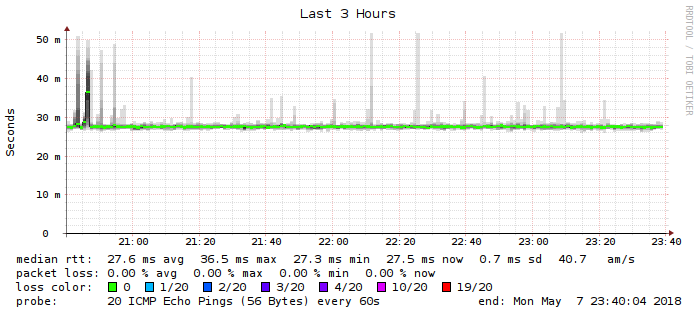 Last 3 Hours
RRDTOOL / TOBI OETIKER
Seconds
50 m
40 m
30 m
20 m
10 m
0
21:00 21:20 21:40 22:00 22:20 22:40 23:00 23:20 23:40
median rtt: 27.6 ms avg 36.5 ms max 27.3 ms min 27.5 ms now 0.7 ms sd 40.7 am/s
packet loss: 0.00 % avg 0.00 % max 0.00 % min 0.00 % now
loss color: 0 1/20 2/20 3/20 4/20 10/20 19/20
probe: 20 ICMP Echo Pings (56 Bytes) every 60s end: Mon May 7 23:40:04 2018